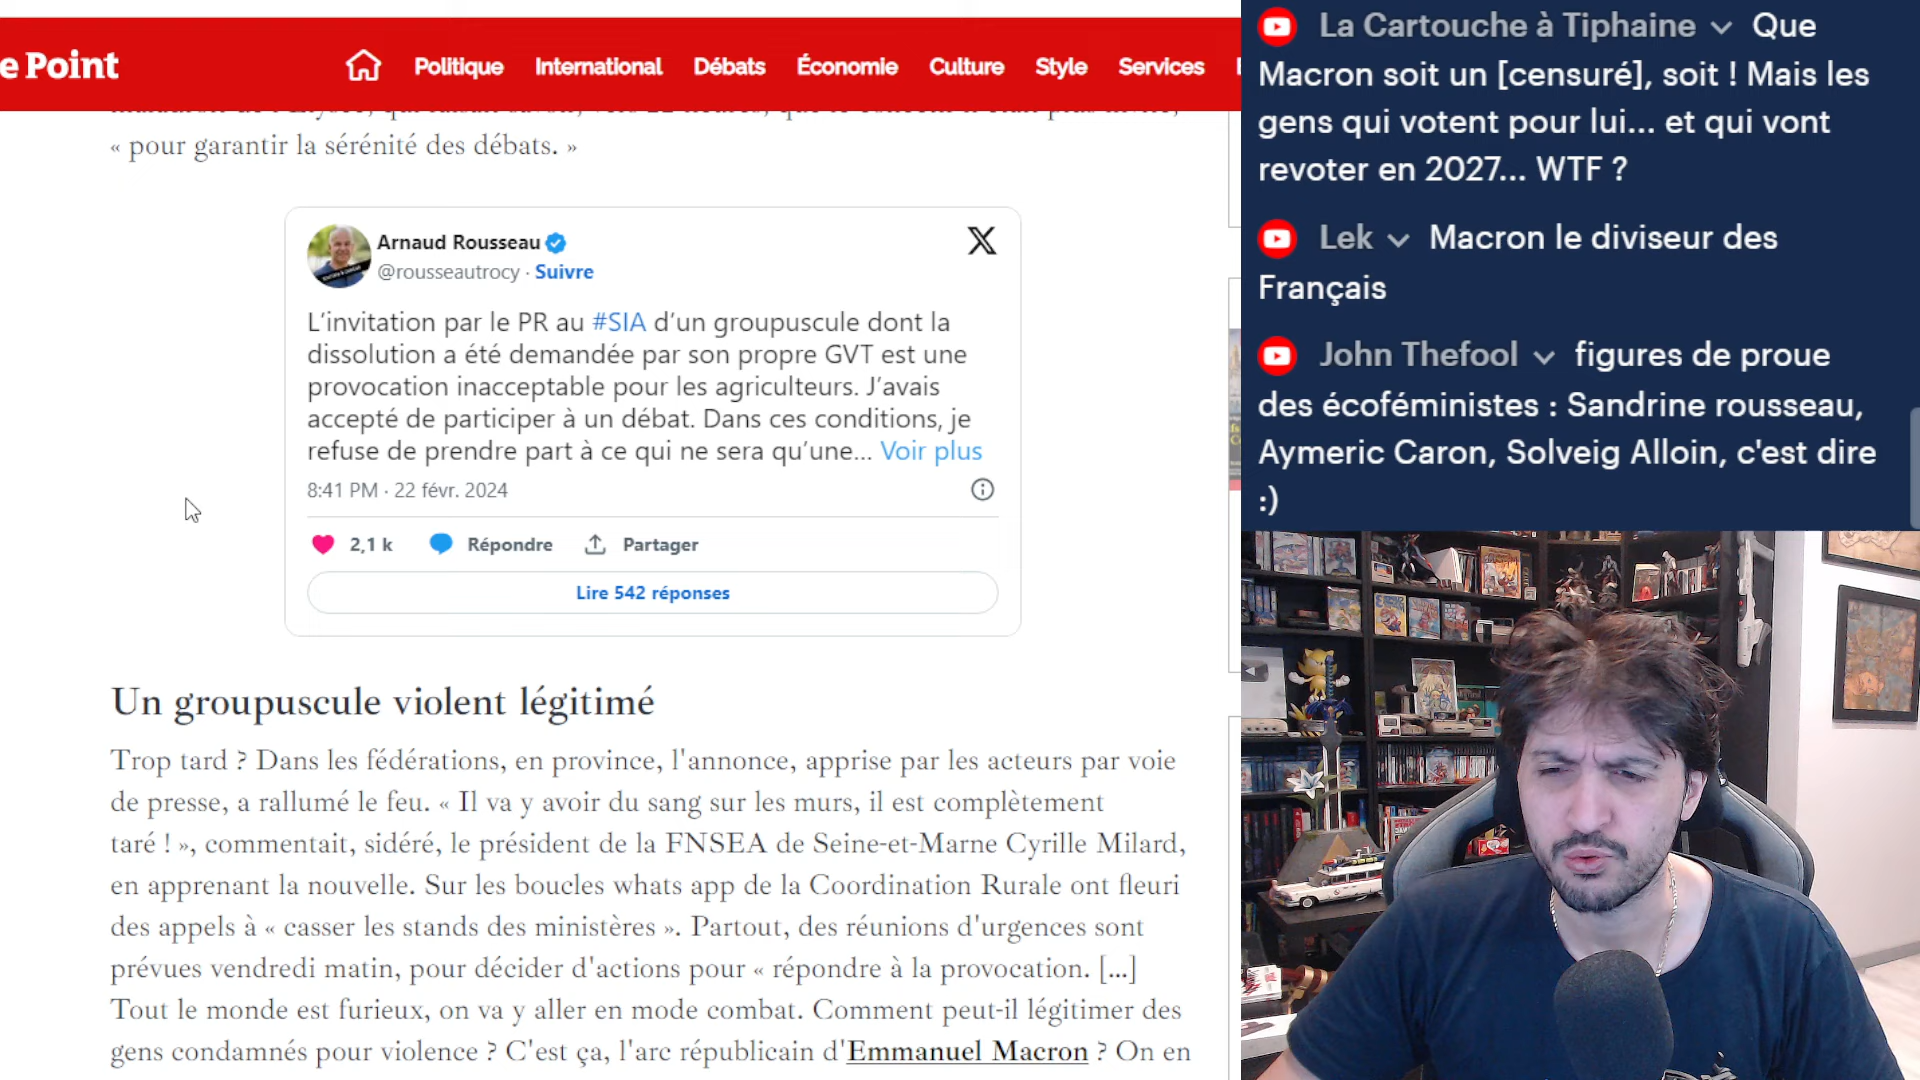 e Point
Politique
International
Débats
Économie
Culture
Style
Services
« pour garantir la sérénité des débats. »
Arnaud Rousseau
@rousseautrocy · Suivre
L'invitation par le PR au #SIA d'un groupuscule dont la
dissolution a été demandée par son propre GVT est une
provocation inacceptable pour les agriculteurs. J'avais
accepté de participer à un débat. Dans ces conditions, je
refuse de prendre part à ce qui ne sera qu'une... Voir plus
8:41 PM · 22 févr. 2024
2,1 k
Répondre
Partager
Lire 542 réponses
Un groupuscule violent légitimé
Trop tard ? Dans les fédérations, en province, l'annonce, apprise par les acteurs par voie
de presse, a rallumé le feu. « Il va y avoir du sang sur les murs, il est complètement
taré ! », commentait, sidéré, le président de la FNSEA de Seine-et-Marne Cyrille Milard,
en apprenant la nouvelle. Sur les boucles whats app de la Coordination Rurale ont fleuri
des appels à « casser les stands des ministères ». Partout, des réunions d'urgences sont
prévues vendredi matin, pour décider d'actions pour « répondre à la provocation. [...]
Tout le monde est furieux, on va y aller en mode combat. Comment peut-il légitimer des
gens condamnés pour violence ? C'est ça, l'arc républicain d'Emmanuel Macron ? On en
La Cartouche à Tiphaine Que
Macron soit un [censuré], soit ! Mais les
gens qui votent pour lui... et qui vont
revoter en 2027... WTF ?
Lek Macron le diviseur des
Français
John Thefool figures de proue
des écoféministes : Sandrine rousseau,
Aymeric Caron, Solveig Alloin, c'est dire
:)